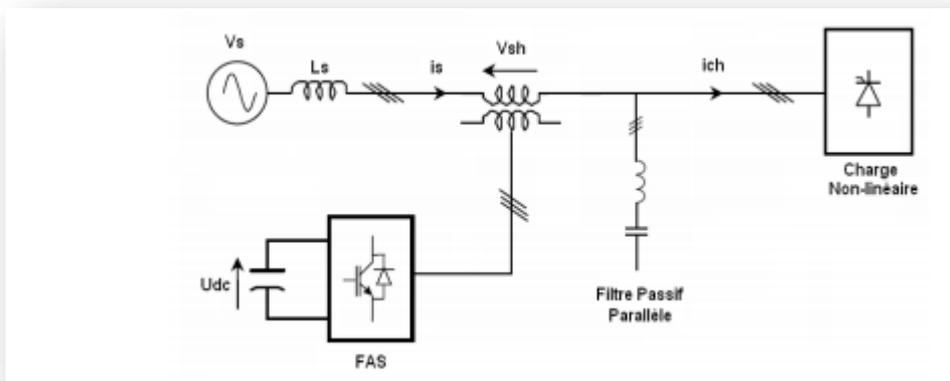 Vs
Ls
is
Vsh
ich
Charge
Non-linéaire
Udc
FAS
Filtre Passif
Parallèle